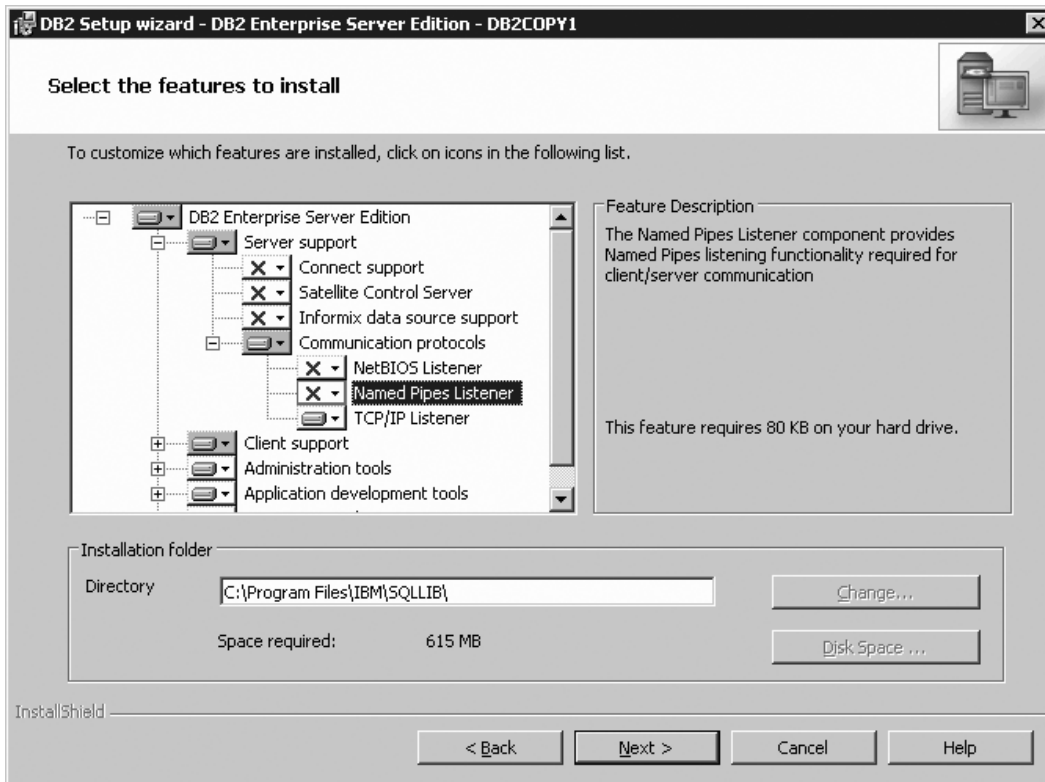 DB2 Setup wizard - DB2 Enterprise Server Edition - DB2COPY1
Select the features to install
To customize which features are installed, click on icons in the following list.
DB2 Enterprise Server Edition
Server support
Connect support
Satellite Control Server
Informix data source support
Communication protocols
NetBIOS Listener
Named Pipes Listener
TCP/IP Listener
Client support
Administration tools
Application development tools
Feature Description
The Named Pipes Listener component provides
Named Pipes listening functionality required for
client/server communication
This feature requires 80 KB on your hard drive.
Installation folder
Directory
C:\Program Files\IBM\SQLLIB\
Change...
Space required: 615 MB
Disk Space ...
InstallShield
< Back
Next >
Cancel
Help